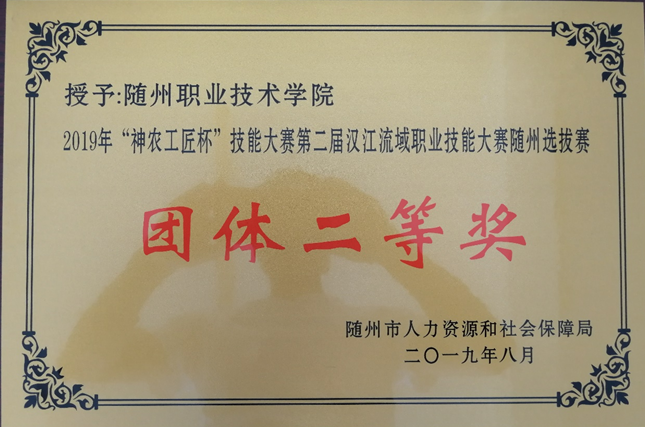 授予:随州职业技术学院
2019年“神农工匠杯”技能大赛第二届汉江流域职业技能大赛随州选拔赛
团体二等奖
随州市人力资源和社会保障局
二〇一九年八月